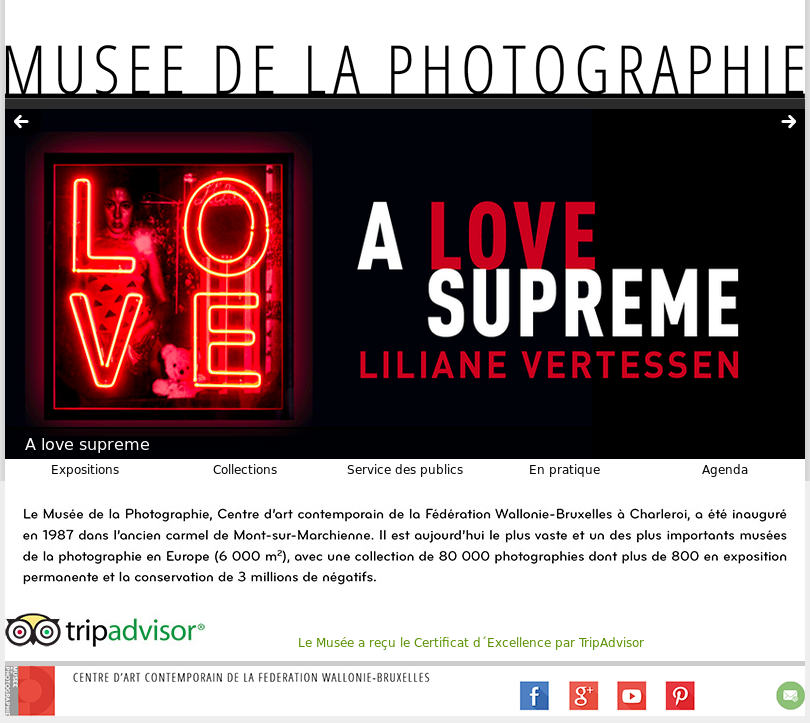 MUSEE DE LA PHOTOGRAPHIE
LO
VE
A LOVE
SUPREME
LILIANE VERTESSEN
A love supreme
Expositions Collections Service des publics En pratique Agenda
Le Musée de la Photographie, Centre d'art contemporain de la Fédération Wallonie-Bruxelles à Charleroi, a été inauguré
en 1987 dans l'ancien carmel de Mont-sur-Marchienne. Il est aujourd'hui le plus vaste et un des plus importants musées
de la photographie en Europe (6 000 m²), avec une collection de 80 000 photographies dont plus de 800 en exposition
permanente et la conservation de 3 millions de négatifs.
tripadvisor®
Le Musée a reçu le Certificat d´Excellence par TripAdvisor
CENTRE D'ART CONTEMPORAIN DE LA FEDERATION WALLONIE-BRUXELLES
f g+